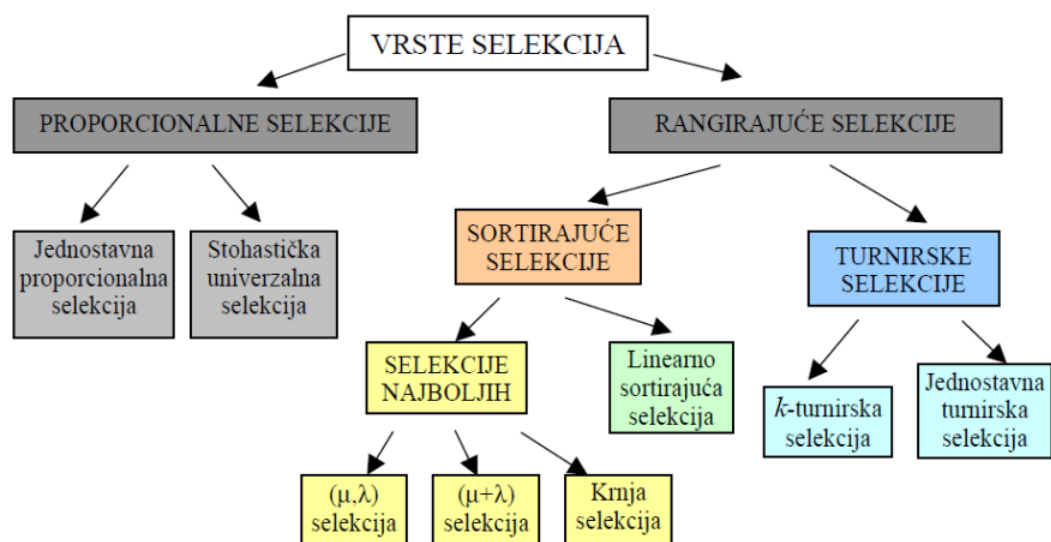 VRSTE SELEKCIJA
PROPORCIONALNE SELEKCIJE
RANGIRAJUĆE SELEKCIJE
Jednostavna
proporcionalna
selekcija
Stohastička
univerzalna
selekcija
SORTIRAJUĆE
SELEKCIJE
TURNIRSKE
SELEKCIJE
SELEKCIJE
NAJBOLJIH
Linearno
sortirajuća
selekcija
k-turnirska
selekcija
Jednostavna
turnirska
selekcija
(μ,λ)
selekcija
(μ+λ)
selekcija
Krnja
selekcija